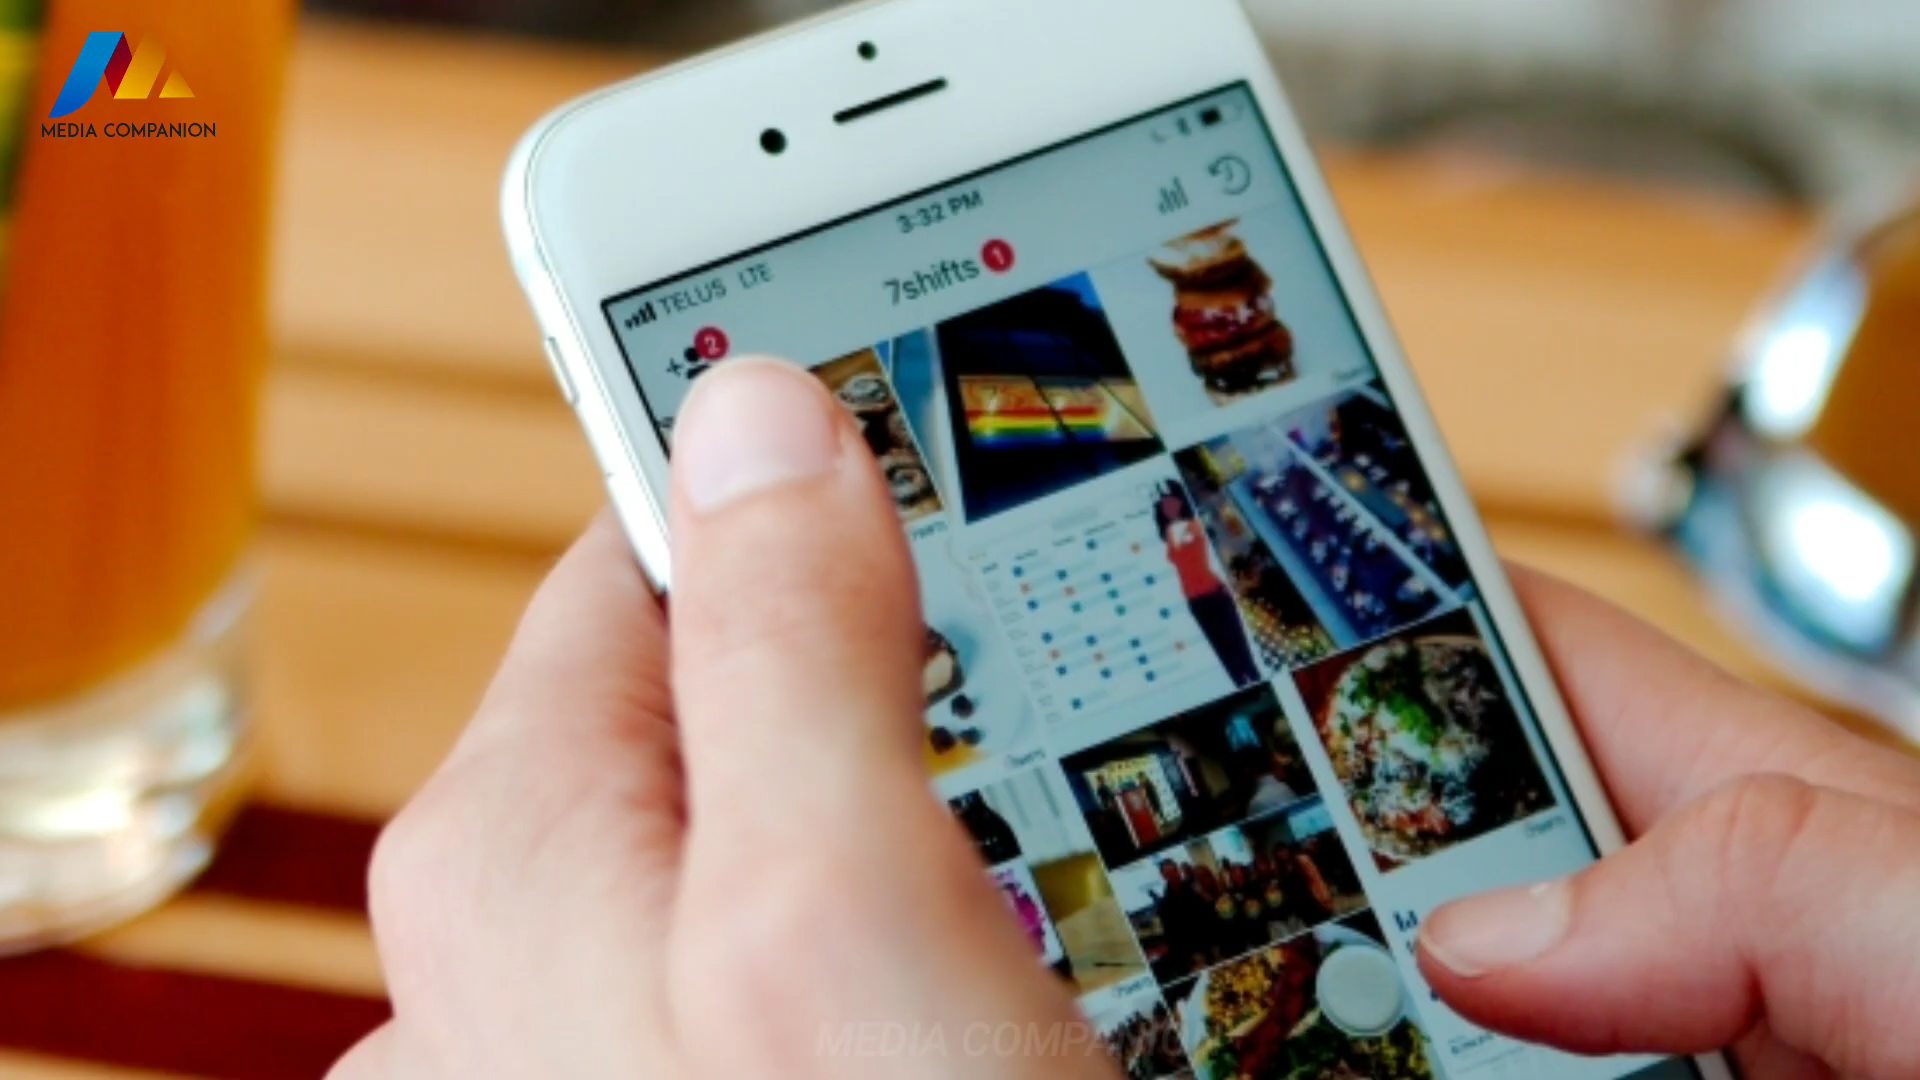 MEDIA COMPANION
TELUS LTE
3:32 PM
7shifts
1
2
MEDIA COMPANION